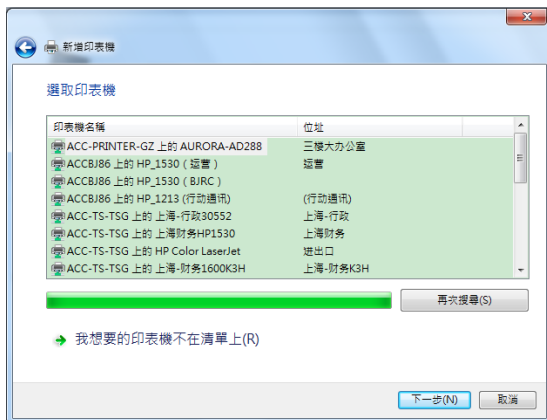 新增印表機
選取印表機
印表機名稱 位址
ACC-PRINTER-GZ 上的 AURORA-AD288 三樓大办公室
ACCBJ86 上的 HP_1530 ( 运营 ) 运营
ACCBJ86 上的 HP_1530 ( BJRC )
ACCBJ86 上的 HP_1213 (行动通讯) (行动通讯)
ACC-TS-TSG 上的 上海-行政30552 上海-行政
ACC-TS-TSG 上的 上海财务HP1530 上海财务
ACC-TS-TSG 上的 HP Color LaserJet 进出口
ACC-TS-TSG 上的 上海-财务1600K3H 上海-财务K3H
再次搜尋(S)
我想要的印表機不在清單上(R)
下一步(N) 取消